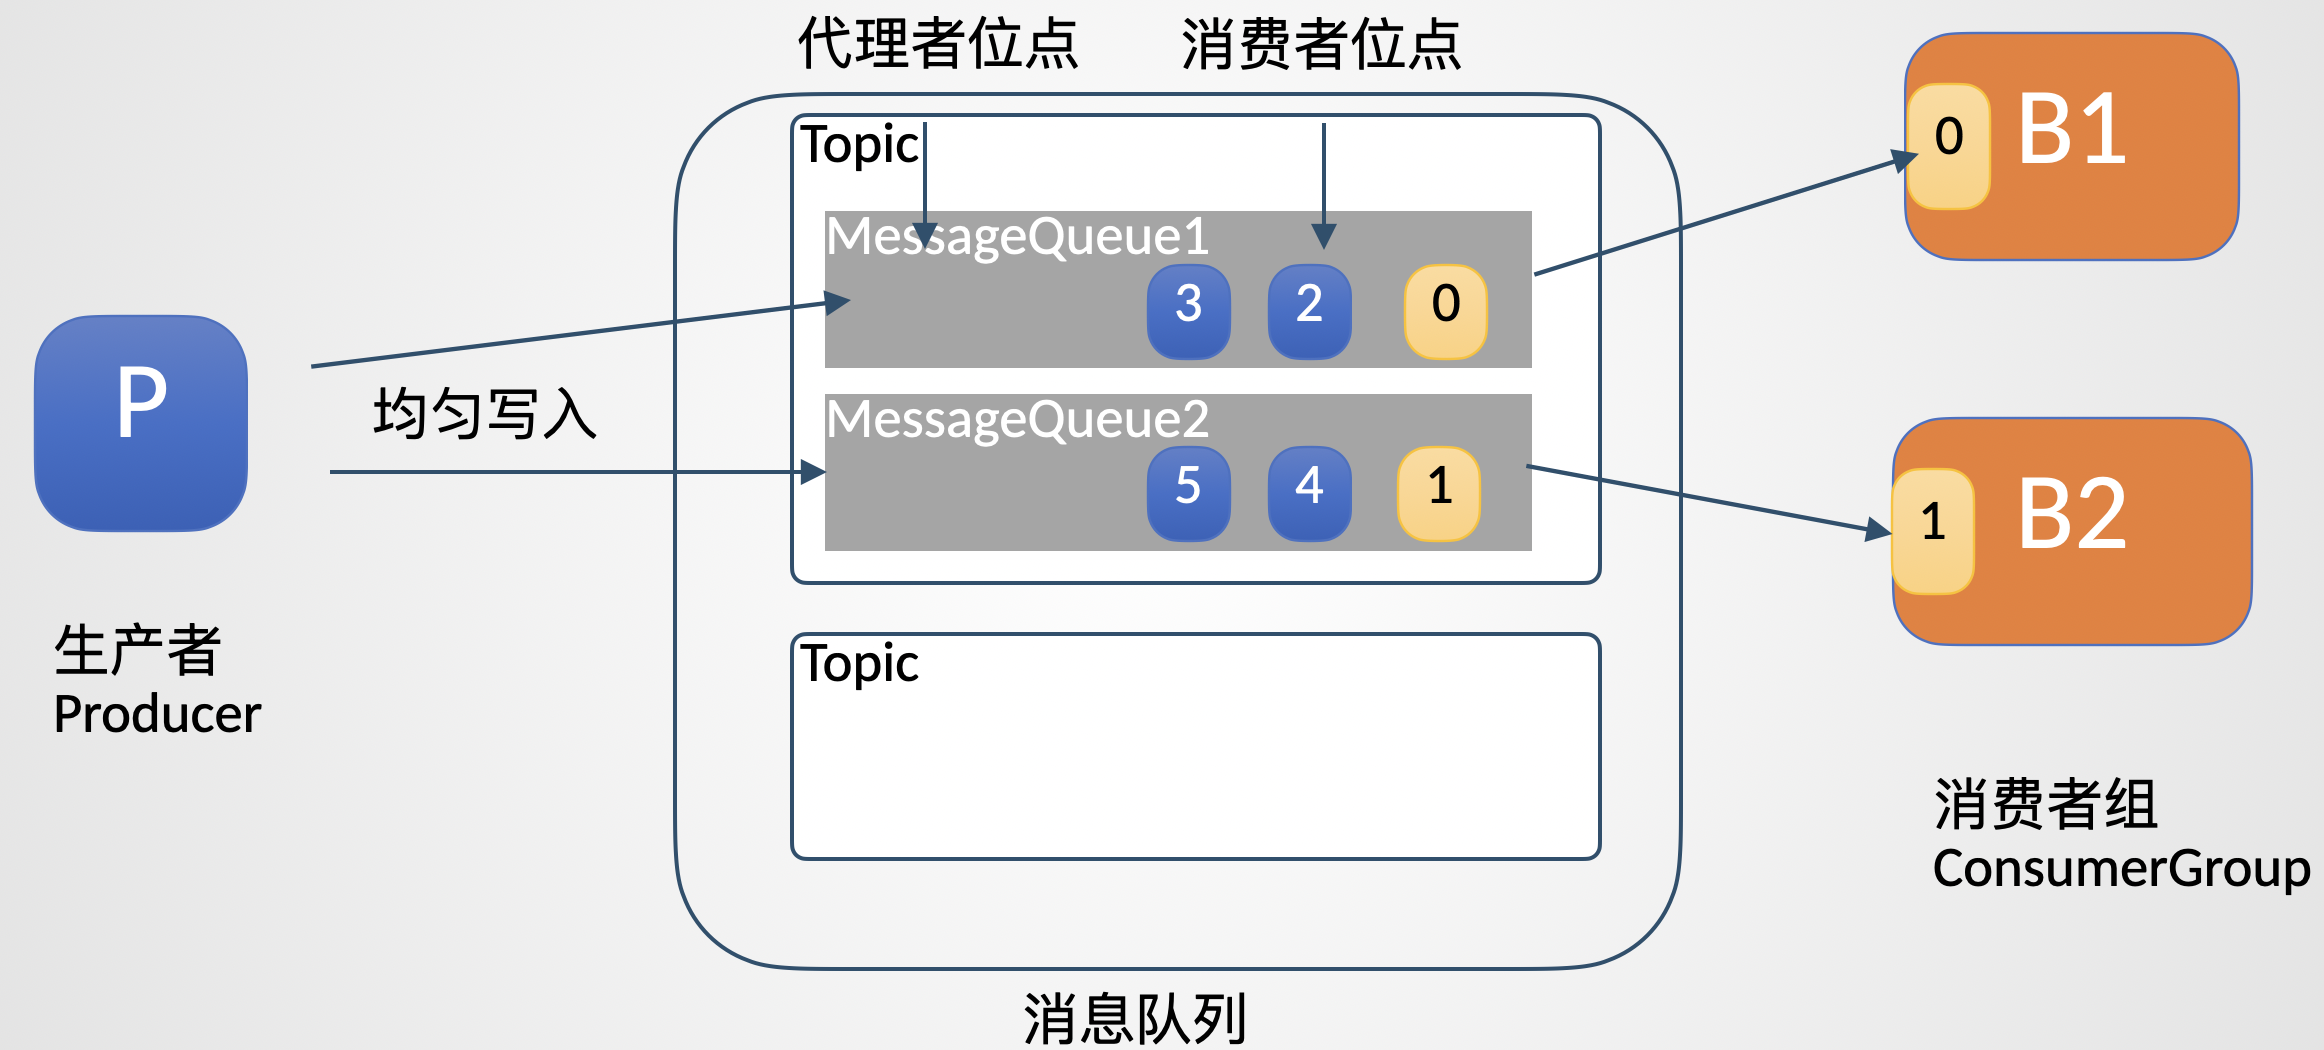 代理者位点
消费者位点
Topic
MessageQueue1
3
2
0
MessageQueue2
5
4
1
Topic
消息队列
P
均匀写入
生产者
Producer
0
B1
1
B2
消费者组
ConsumerGroup